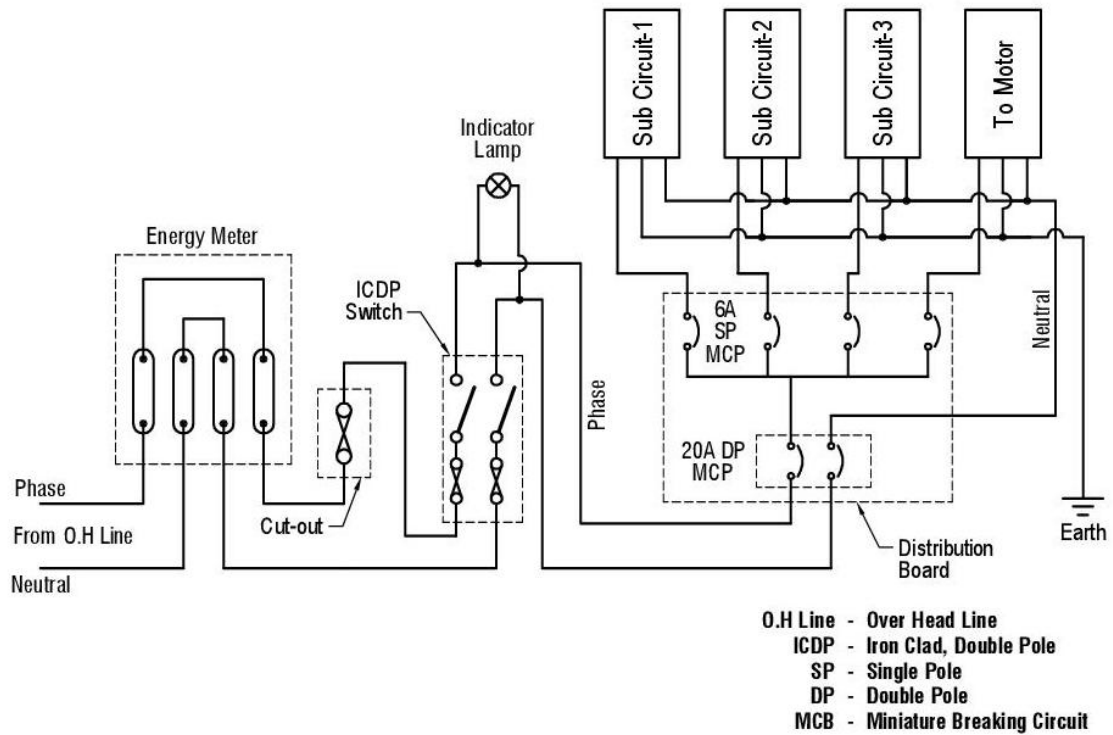 Sub Circuit-1
Sub Circuit-2
Sub Circuit-3
To Motor
Indicator
Lamp
Energy Meter
ICDP
Switch
6A
SP
MCP
Neutral
Phase
20A DP
MCP
Phase
Cut-out
From O.H Line
Neutral
Earth
Distribution
Board
O.H Line - Over Head Line
ICDP - Iron Clad, Double Pole
SP - Single Pole
DP - Double Pole
MCB - Miniature Breaking Circuit